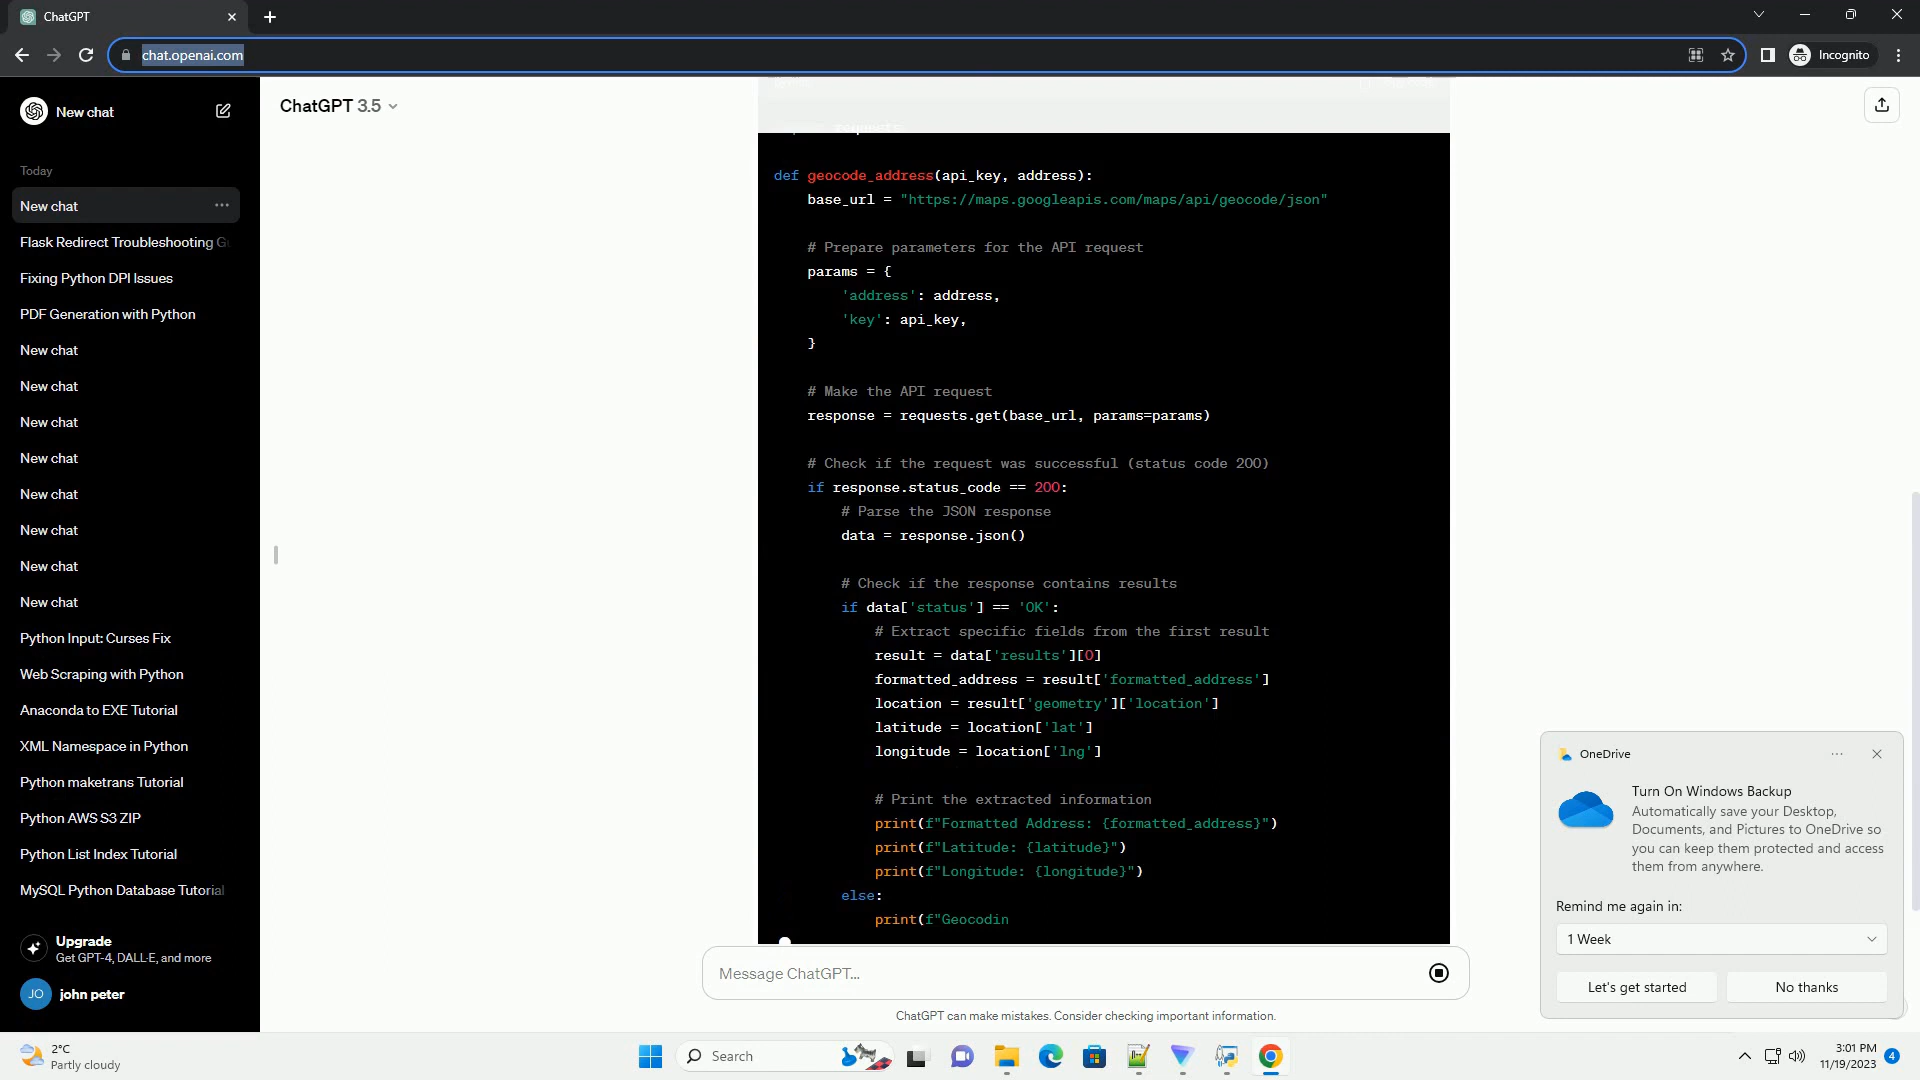 ChatGPT
chat.openai.com
Incognito
New chat
Today
New chat
Flask Redirect Troubleshooting G
Fixing Python DPI Issues
PDF Generation with Python
New chat
New chat
New chat
New chat
New chat
New chat
New chat
New chat
Python Input: Curses Fix
Web Scraping with Python
Anaconda to EXE Tutorial
XML Namespace in Python
Python maketrans Tutorial
Python AWS S3 ZIP
Python List Index Tutorial
MySQL Python Database Tutorial
Upgrade
Get GPT-4, DALL·E, and more
JO
john peter
ChatGPT 3.5
def geocode_address(api_key, address):
base_url = "https://maps.googleapis.com/maps/api/geocode/json"
# Prepare parameters for the API request
params = {
'address': address,
'key': api_key,
}
# Make the API request
response = requests.get(base_url, params=params)
# Check if the request was successful (status code 200)
if response.status_code == 200:
# Parse the JSON response
data = response.json()
# Check if the response contains results
if data['status'] == 'OK':
# Extract specific fields from the first result
result = data['results'][0]
formatted_address = result['formatted_address']
location = result['geometry']['location']
latitude = location['lat']
longitude = location['lng']
# Print the extracted information
print(f"Formatted Address: {formatted_address}")
print(f"Latitude: {latitude}")
print(f"Longitude: {longitude}")
else:
print(f"Geocodin
Message ChatGPT...
ChatGPT can make mistakes. Consider checking important information.
OneDrive
Turn On Windows Backup
Automatically save your Desktop,
Documents, and Pictures to OneDrive so
you can keep them protected and access
them from anywhere.
Remind me again in:
1 Week
Let's get started
No thanks
2°C
Partly cloudy
Search
3:01 PM
11/19/2023
4